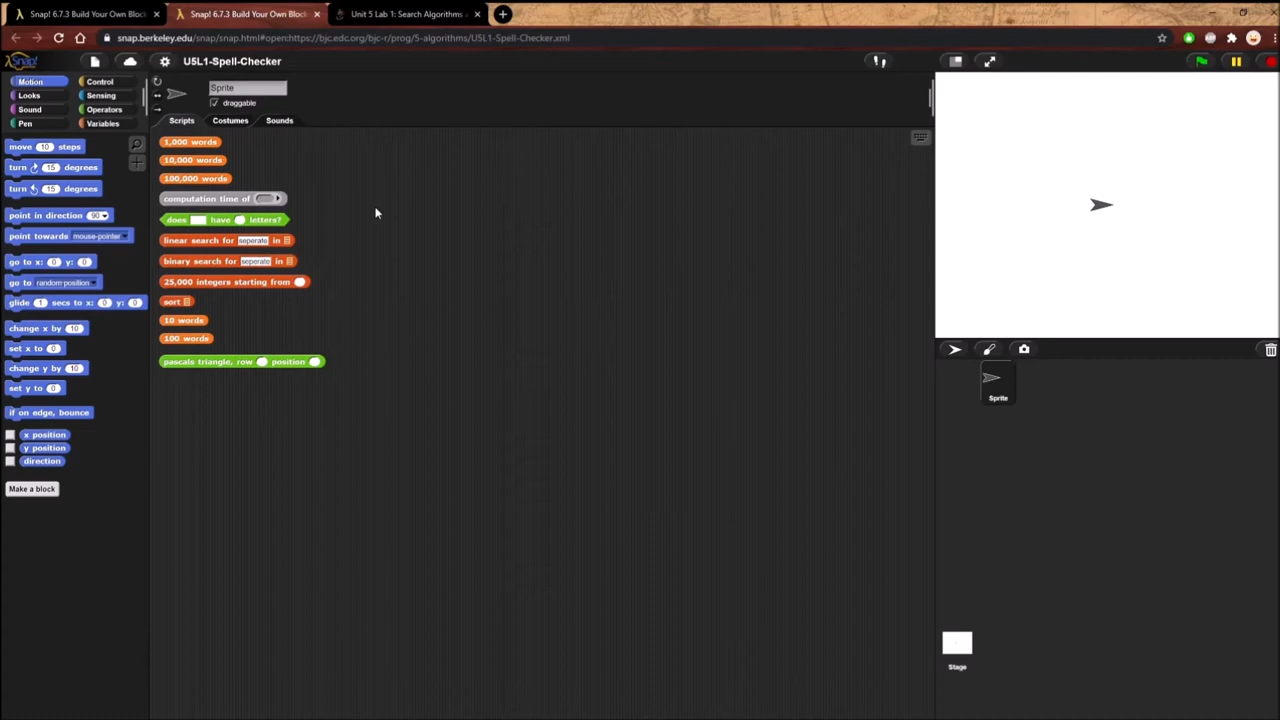 Snap! 6.7.3 Build Your Own Bloc
Snap! 6.7.3 Build Your Own Bloc
Unit 5 Lab 1: Search Algorithms
snap.berkeley.edu/snap/snap.html#open:https://bjc.edc.org/bjc-r/prog/5-algorithms/U5L1-Spell-Checker.xml
Snap!
U5L1-Spell-Checker
Motion
Control
Looks
Sensing
Sound
Operators
Pen
Variables
Sprite
draggable
Scripts
Costumes
Sounds
move 10 steps
turn 15 degrees
turn 15 degrees
point in direction 90
point towards mouse-pointer
go to x: 0 y: 0
go to random position
glide 1 secs to x: 0 y: 0
change x by 10
set x to 0
change y by 10
set y to 0
if on edge, bounce
x position
y position
direction
Make a block
1,000 words
10,000 words
100,000 words
computation time of
does have letters?
linear search for seperate in
binary search for seperate in
25,000 integers starting from
sort
10 words
100 words
pascals triangle, row position
Sprite
Stage